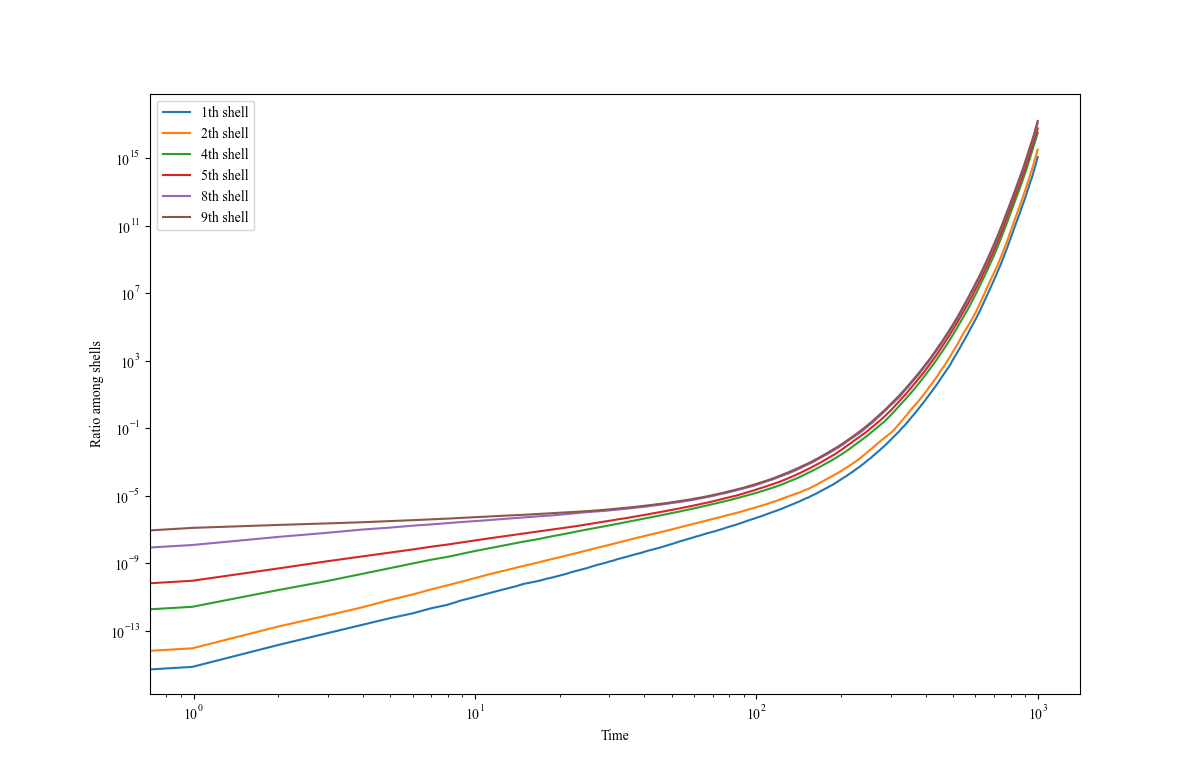 1th shell
2th shell
4th shell
5th shell
8th shell
9th shell
10^15
10^11
10^7
10^3
10^-1
10^-5
10^-9
10^-13
Ratio among shells
10^0 10^1 10^2 10^3
Time